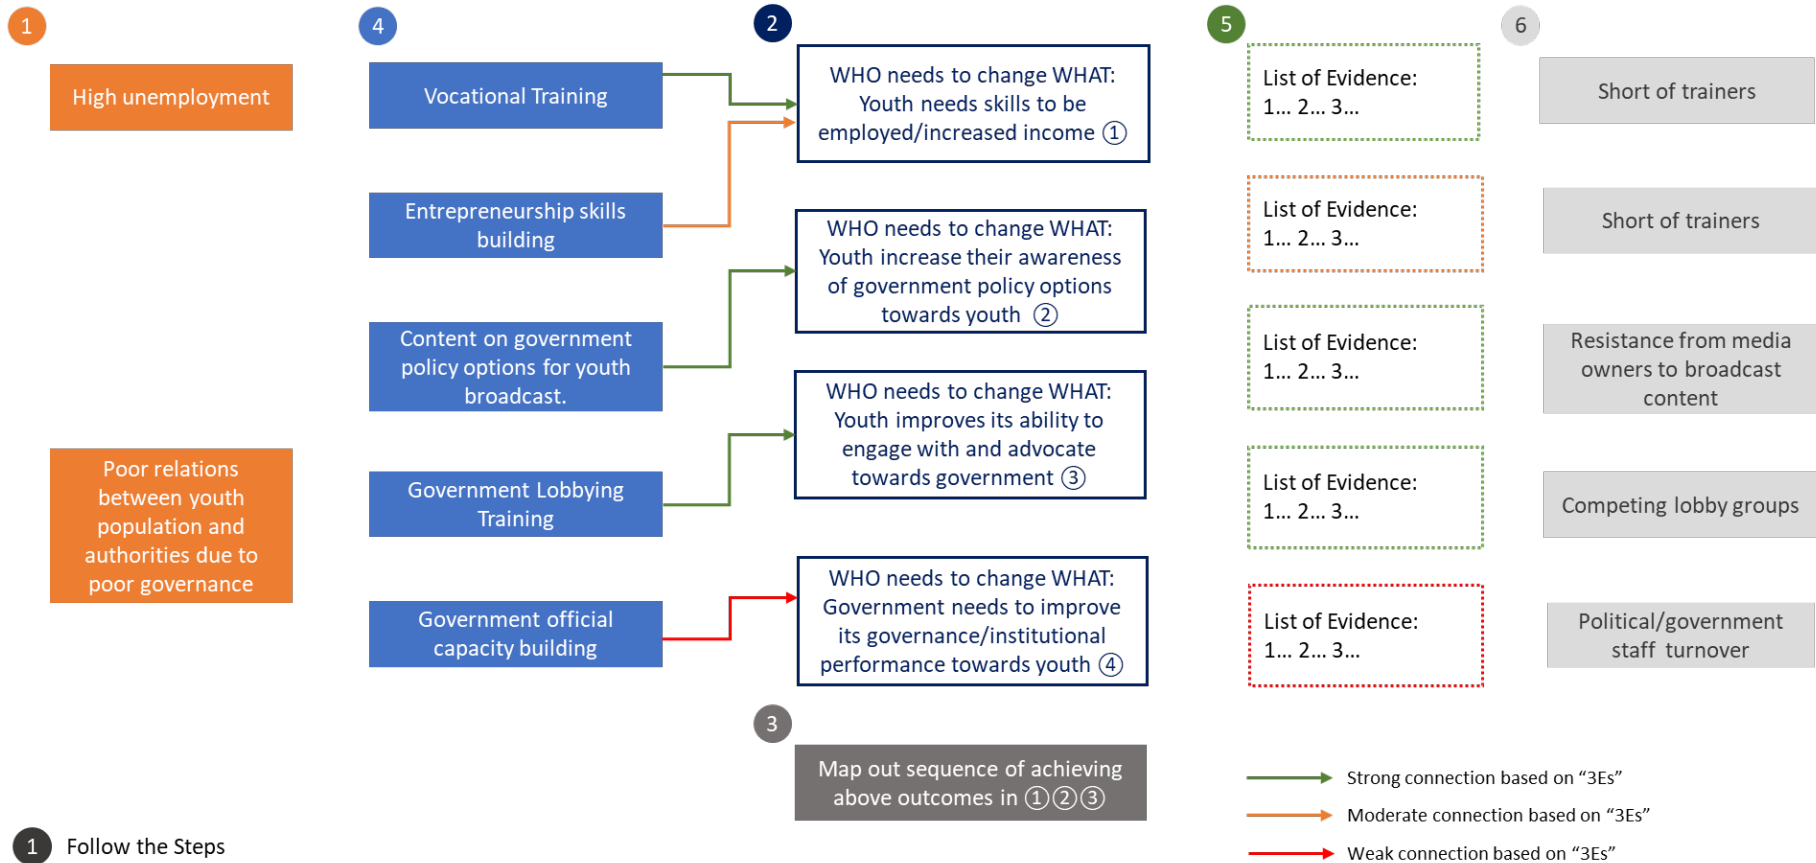 1
High unemployment
Poor relations
between youth
population and
authorities due to
poor governance
4
Vocational Training
Entrepreneurship skills
building
Content on government
policy options for youth
broadcast.
Government Lobbying
Training
Government official
capacity building
2
WHO needs to change WHAT:
Youth needs skills to be
employed/increased income ①
WHO needs to change WHAT:
Youth increase their awareness
of government policy options
towards youth ②
WHO needs to change WHAT:
Youth improves its ability to
engage with and advocate
towards government ③
WHO needs to change WHAT:
Government needs to improve
its governance/institutional
performance towards youth ④
3
Map out sequence of achieving
above outcomes in ①②③
5
List of Evidence:
1... 2... 3...
List of Evidence:
1... 2... 3...
List of Evidence:
1... 2... 3...
List of Evidence:
1... 2... 3...
List of Evidence:
1... 2... 3...
6
Short of trainers
Short of trainers
Resistance from media
owners to broadcast
content
Competing lobby groups
Political/government
staff turnover
Strong connection based on “3Es”
Moderate connection based on “3Es”
Weak connection based on “3Es”
1 Follow the Steps